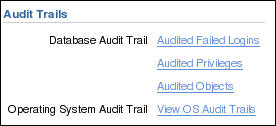 Audit Trails
Database Audit Trail Audited Failed Logins
Audited Privileges
Audited Objects
Operating System Audit Trail View OS Audit Trails